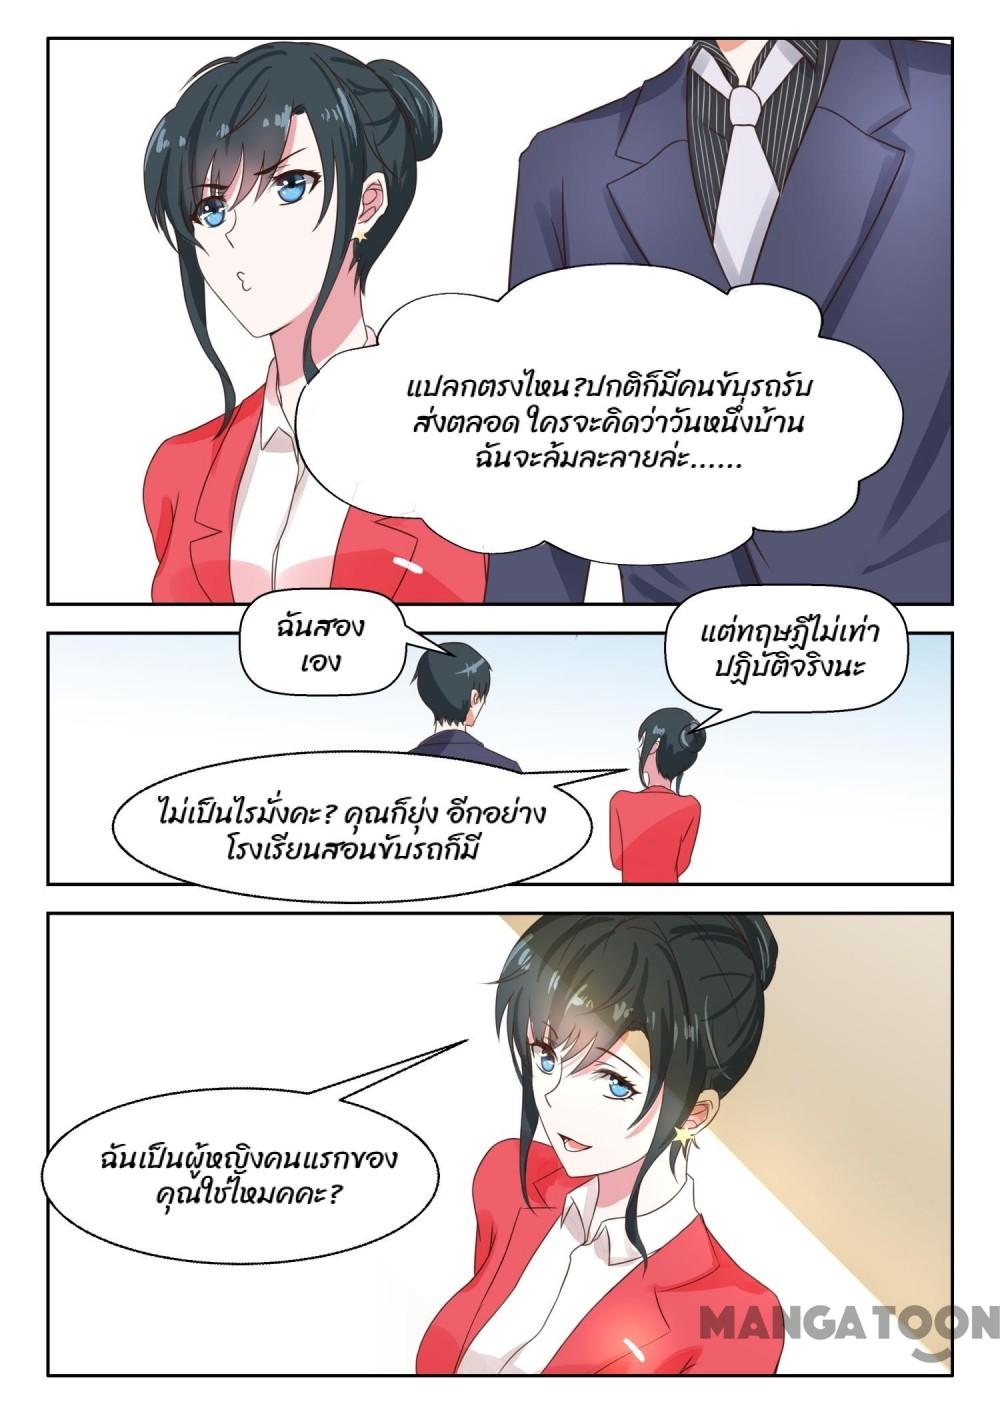 แปลกตรงไหน?ปกติก็มีคนขับรถรับ
ส่งตลอด ใครจะคิดว่าวันหนึ่งบ้าน
ฉันจะล้มละลายล่ะ......
ฉันสอง
เอง
แต่ทฤษฎีไม่เท่า
ปฏิบัติจริงนะ
ไม่เป็นไรมั่งคะ? คุณก็ยุ่ง อีกอย่าง
โรงเรียนสอนขับรถก็มี
ฉันเป็นผู้หญิงคนแรกของ
คุณใช่ไหมคคะ?
MANGATOON